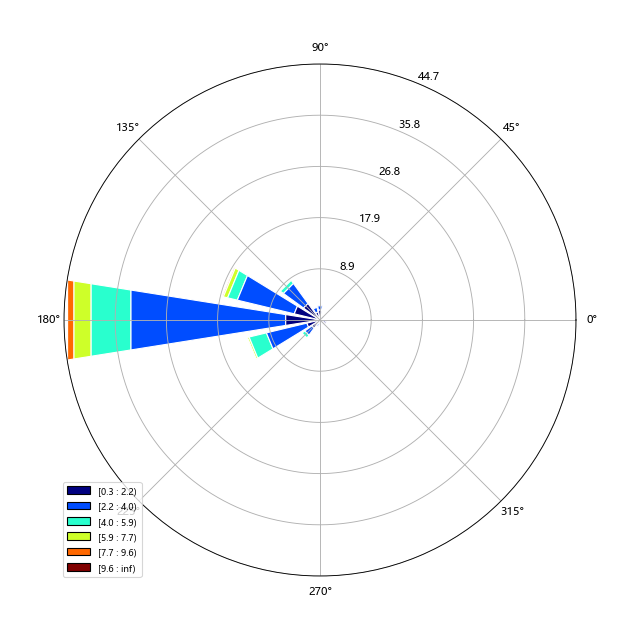 90°
44.7
135°
35.8
45°
26.8
17.9
8.9
180°
0°
[0.3 : 2.2)
[2.2 : 4.0)
225°
315°
[4.0 : 5.9)
[5.9 : 7.7)
[7.7 : 9.6)
[9.6 : inf)
270°